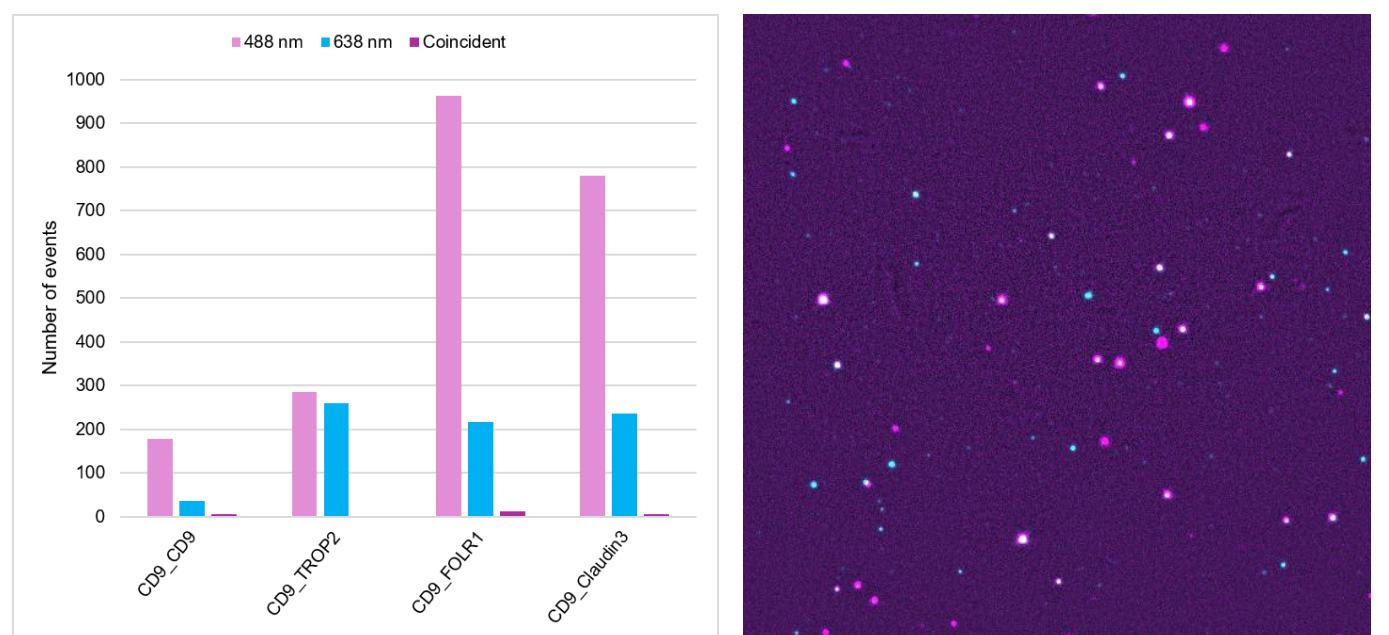 488 nm 638 nm Coincident
1000
900
800
700
600
500
400
300
200
100
0
Number of events
CD9_CD9
CD9_TROP2
CD9_FOLR1
CD9_Claudin3